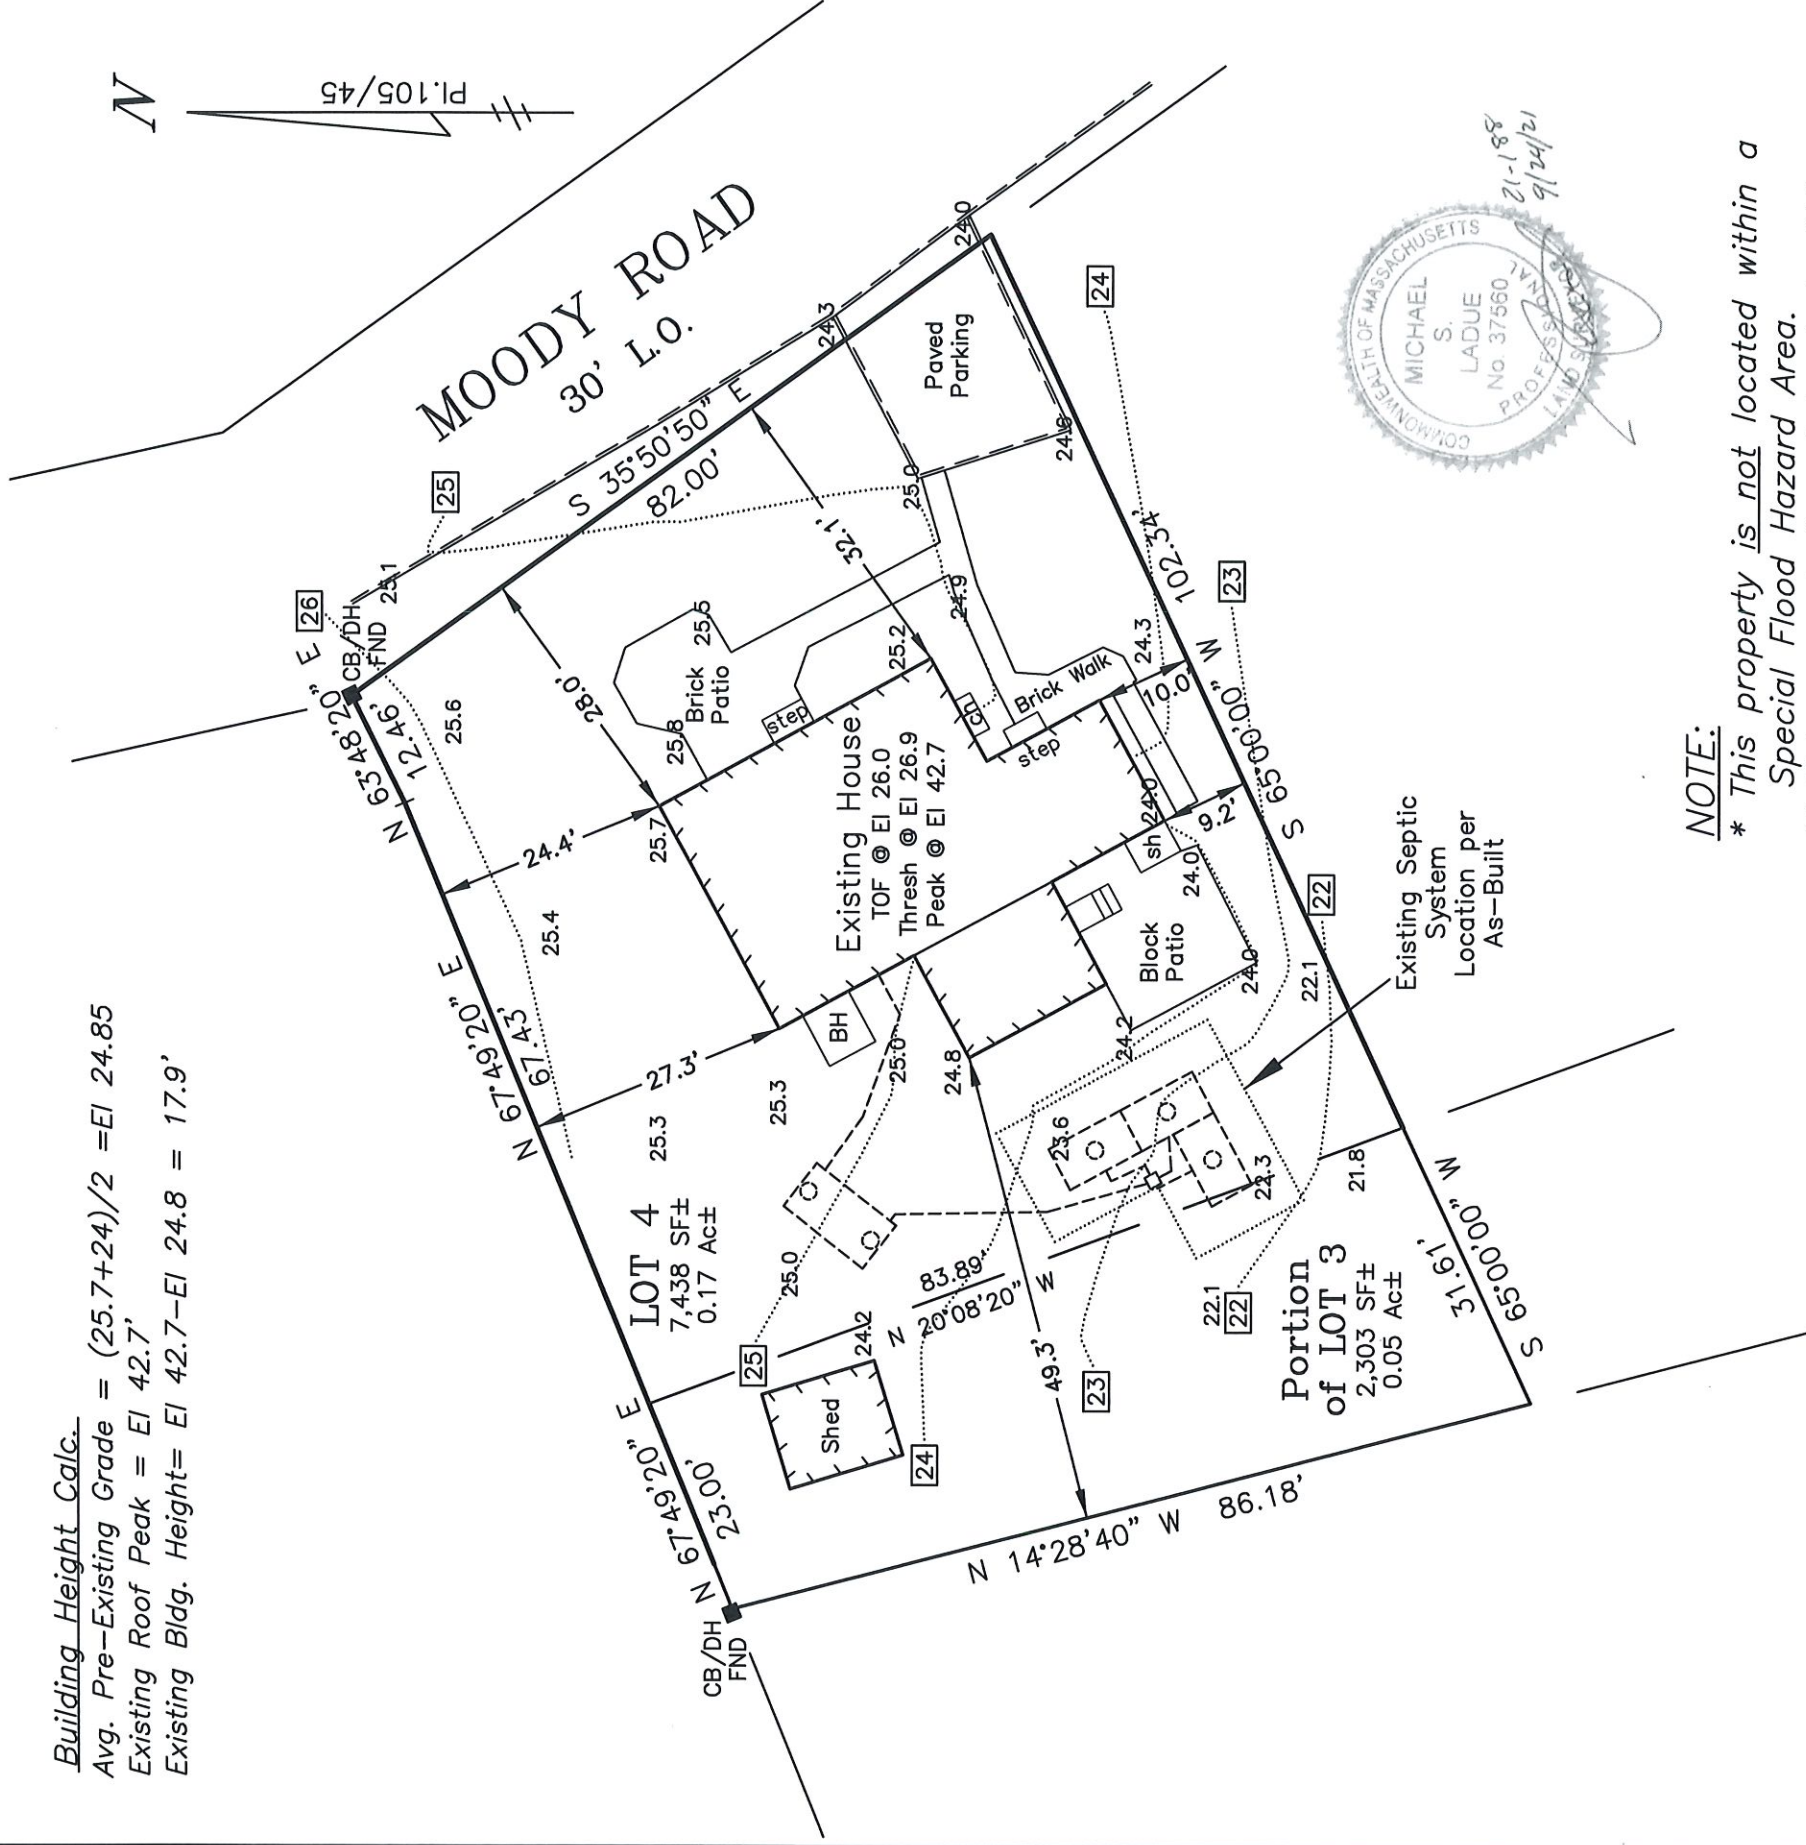 Building Height Calc.
Avg. Pre-Existing Grade = (25.7+24)/2 =El 24.85
Existing Roof Peak = El 42.7'
Existing Bldg. Height= El 42.7-El 24.8 = 17.9'
N
Pl.105/45
MOODY ROAD
30' L.O.
S 35°50'50" E
82.00'
N 63°48'20" E
12.46'
CB/DH
FND
26
25
25.1
25.6
N 67°49'20" E
67.43'
25.4
24.4'
28.0'
32.1'
27.3'
25.7
25.8
Brick
Patio
25.5
step
25.2
24.9
25.0
24.3
24.0
Paved
Parking
24.6
24
Existing House
TOF @ El 26.0
Thresh @ El 26.9
Peak @ El 42.7
ch
step
Brick Walk
24.3
10.0'
102.34'
S 65°00'00" W
23
9.2'
sh
24.0
24.0
Block
Patio
24.0
24.2
22
22.1
BH
25.0
24.8
25.3
25.3
Existing Septic
System
Location per
As-Built
LOT 4
7,438 SF±
0.17 Ac±
25.0
23.6
22.3
21.8
83.89'
N 20°08'20" W
49.3'
22.1
22
23
24
25
24.2
Shed
Portion
of LOT 3
2,303 SF±
0.05 Ac±
31.61'
S 65°00'00" W
N 67°49'20" E
23.00'
CB/DH
FND
N 14°28'40" W 86.18'
COMMONWEALTH OF MASSACHUSETTS
MICHAEL
S.
LADUE
No. 37560
PROFESSIONAL
LAND SURVEYOR
21-188
9/24/21
NOTE:
* This property is not located within a
Special Flood Hazard Area.